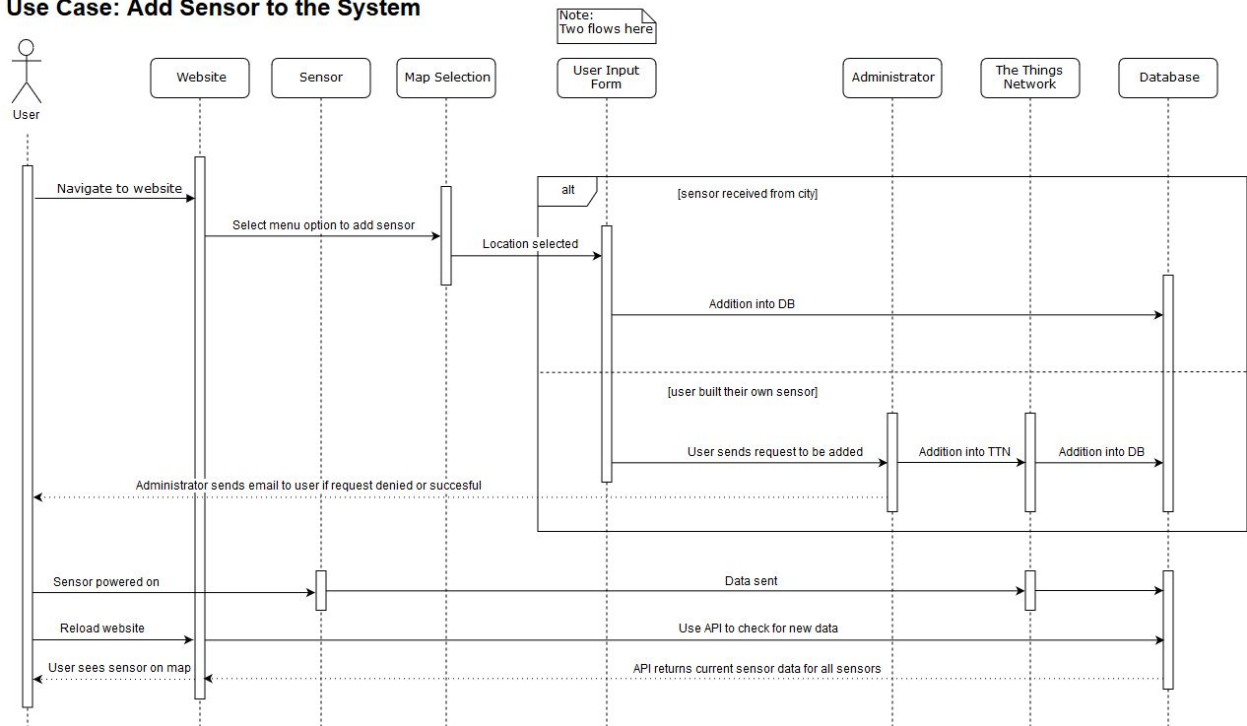 Use Case: Add Sensor to the System
Note:
Two flows here
User
Website
Sensor
Map Selection
User Input
Form
Administrator
The Things
Network
Database
alt
[sensor received from city]
Navigate to website
Select menu option to add sensor
Location selected
Addition into DB
[user built their own sensor]
User sends request to be added
Addition into TTN
Addition into DB
Administrator sends email to user if request denied or succesful
Sensor powered on
Data sent
Reload website
Use API to check for new data
User sees sensor on map
API returns current sensor data for all sensors